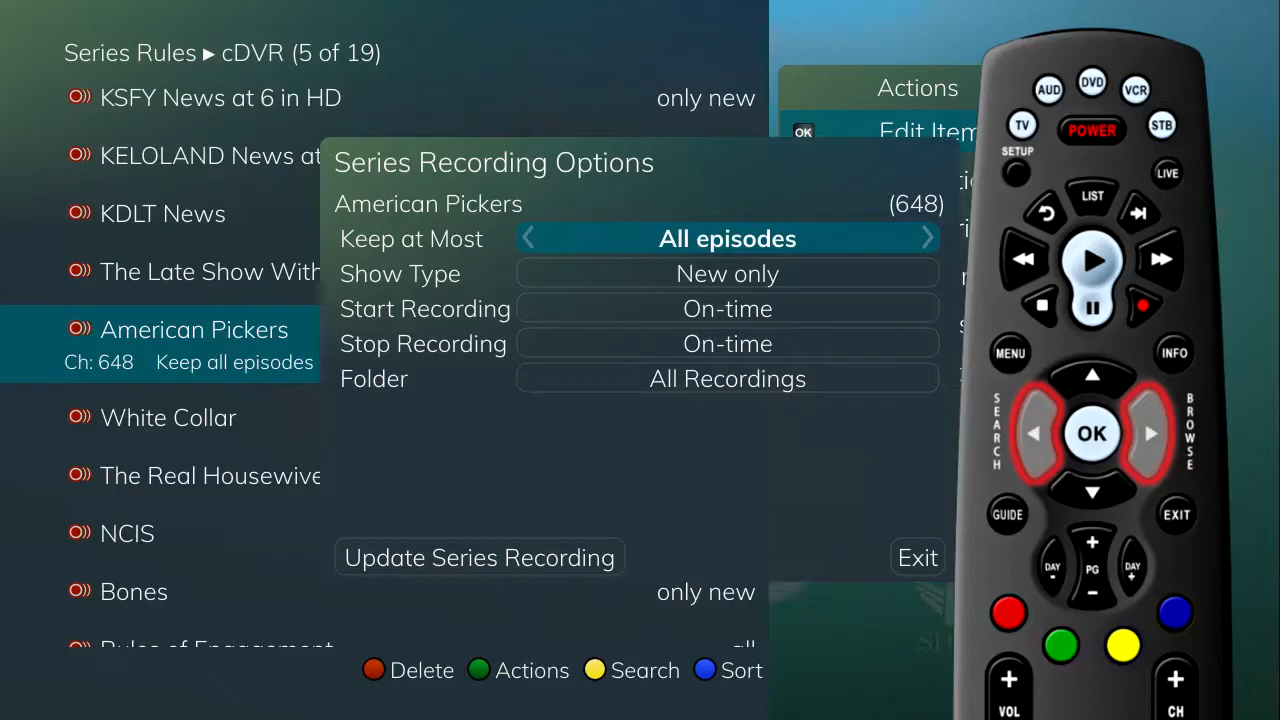 Series Rules ▸ cDVR (5 of 19)
KSFY News at 6 in HD only new
KELOLAND News at
KDLT News
The Late Show With
American Pickers
Ch: 648 Keep all episodes
White Collar
The Real Housewive
NCIS
Bones only new
Rules of Engagement all
Delete Actions Search Sort
Actions
OK Edit Item
Series Recording Options
American Pickers (648)
Keep at Most All episodes
Show Type New only
Start Recording On-time
Stop Recording On-time
Folder All Recordings
Update Series Recording Exit
AUD DVD VCR
TV POWER STB
SETUP
LIVE
LIST
MENU INFO
SEARCH OK BROWSE
GUIDE EXIT
DAY - + PG - DAY +
+ +
VOL CH